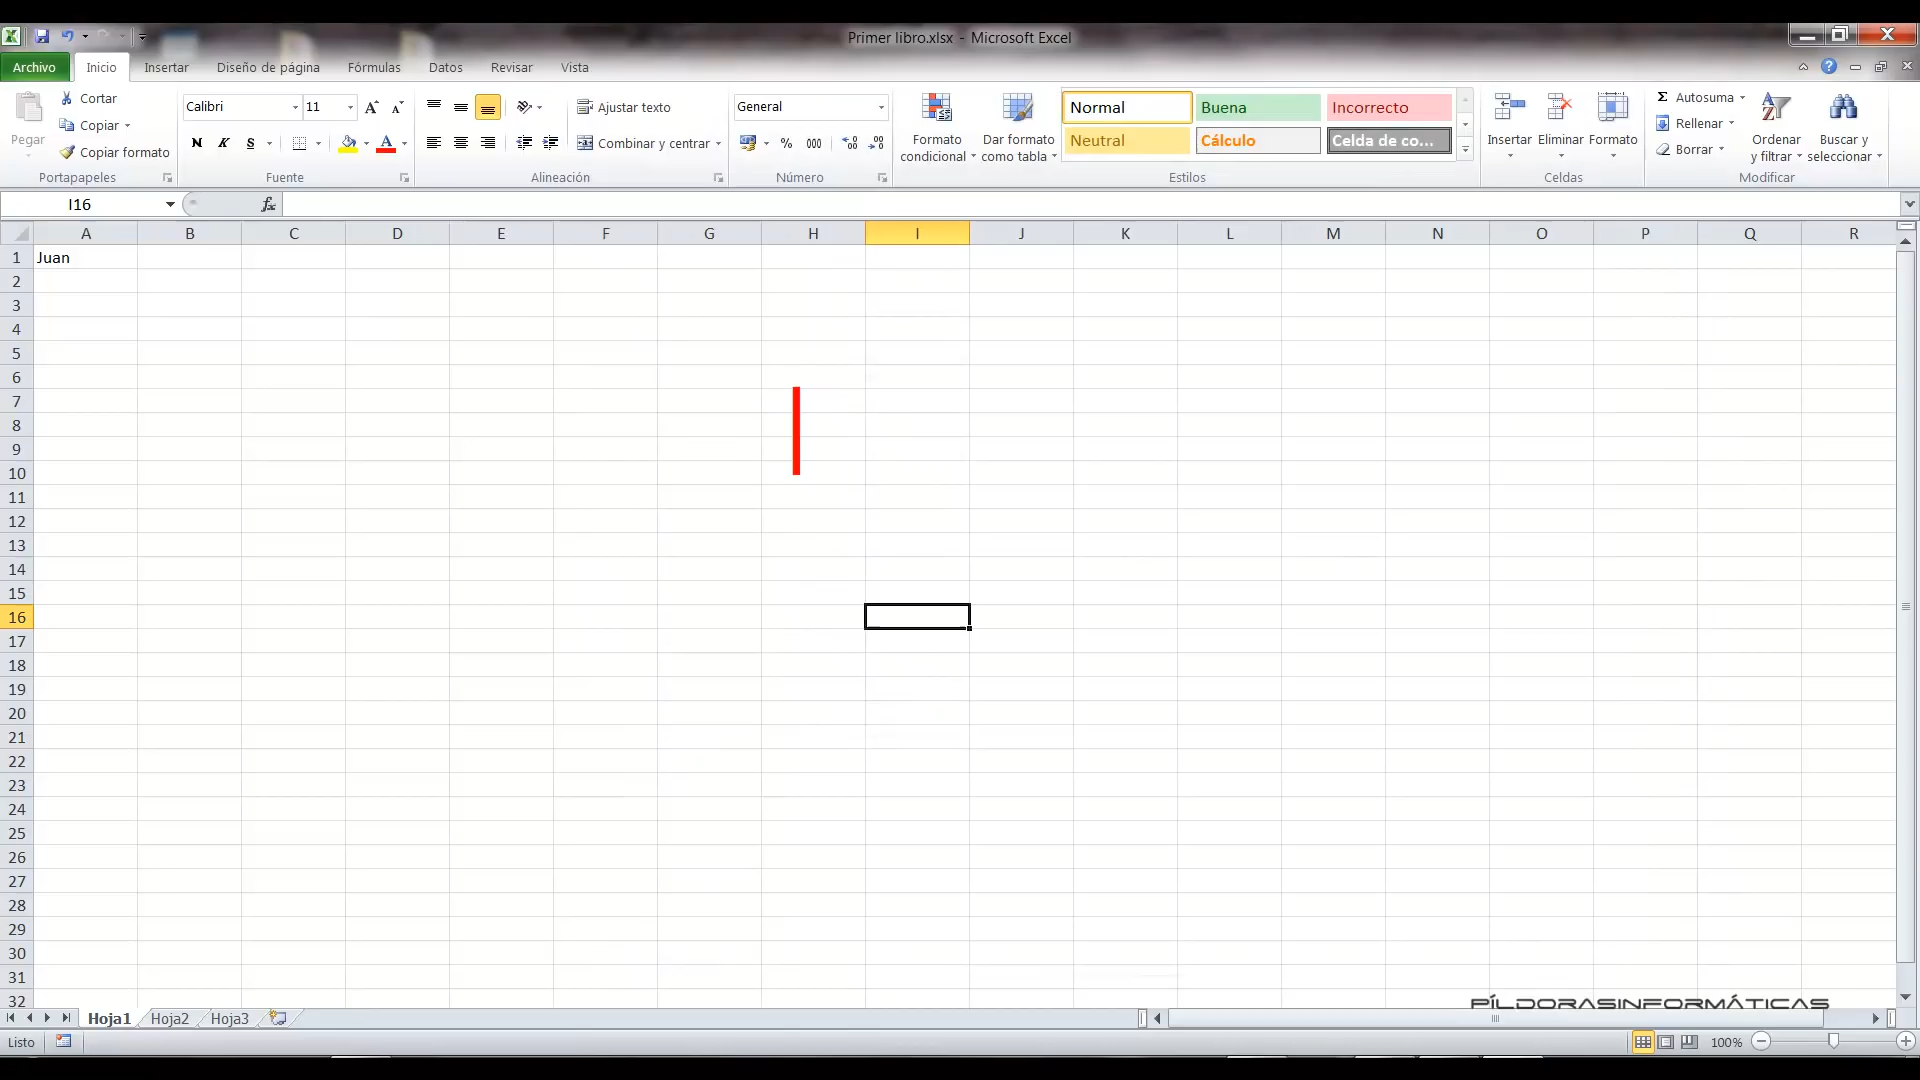 Primer libro.xlsx - Microsoft Excel
Archivo Inicio Insertar Diseño de página Fórmulas Datos Revisar Vista
Pegar
Cortar
Copiar
Copiar formato
Portapapeles
Calibri 11
N K S
Fuente
Ajustar texto
Combinar y centrar
Alineación
General
% 000
Número
Formato condicional
Dar formato como tabla
Normal Buena Incorrecto
Neutral Cálculo Celda de co...
Estilos
Insertar Eliminar Formato
Celdas
Σ Autosuma
Rellenar
Borrar
Ordenar y filtrar
Buscar y seleccionar
Modificar
I16 fx
A B C D E F G H I J K L M N O P Q R
1 Juan
2
3
4
5
6
7
8
9
10
11
12
13
14
15
16
17
18
19
20
21
22
23
24
25
26
27
28
29
30
31
32
PÍLDORASINFORMÁTICAS
Hoja1 Hoja2 Hoja3
Listo 100%